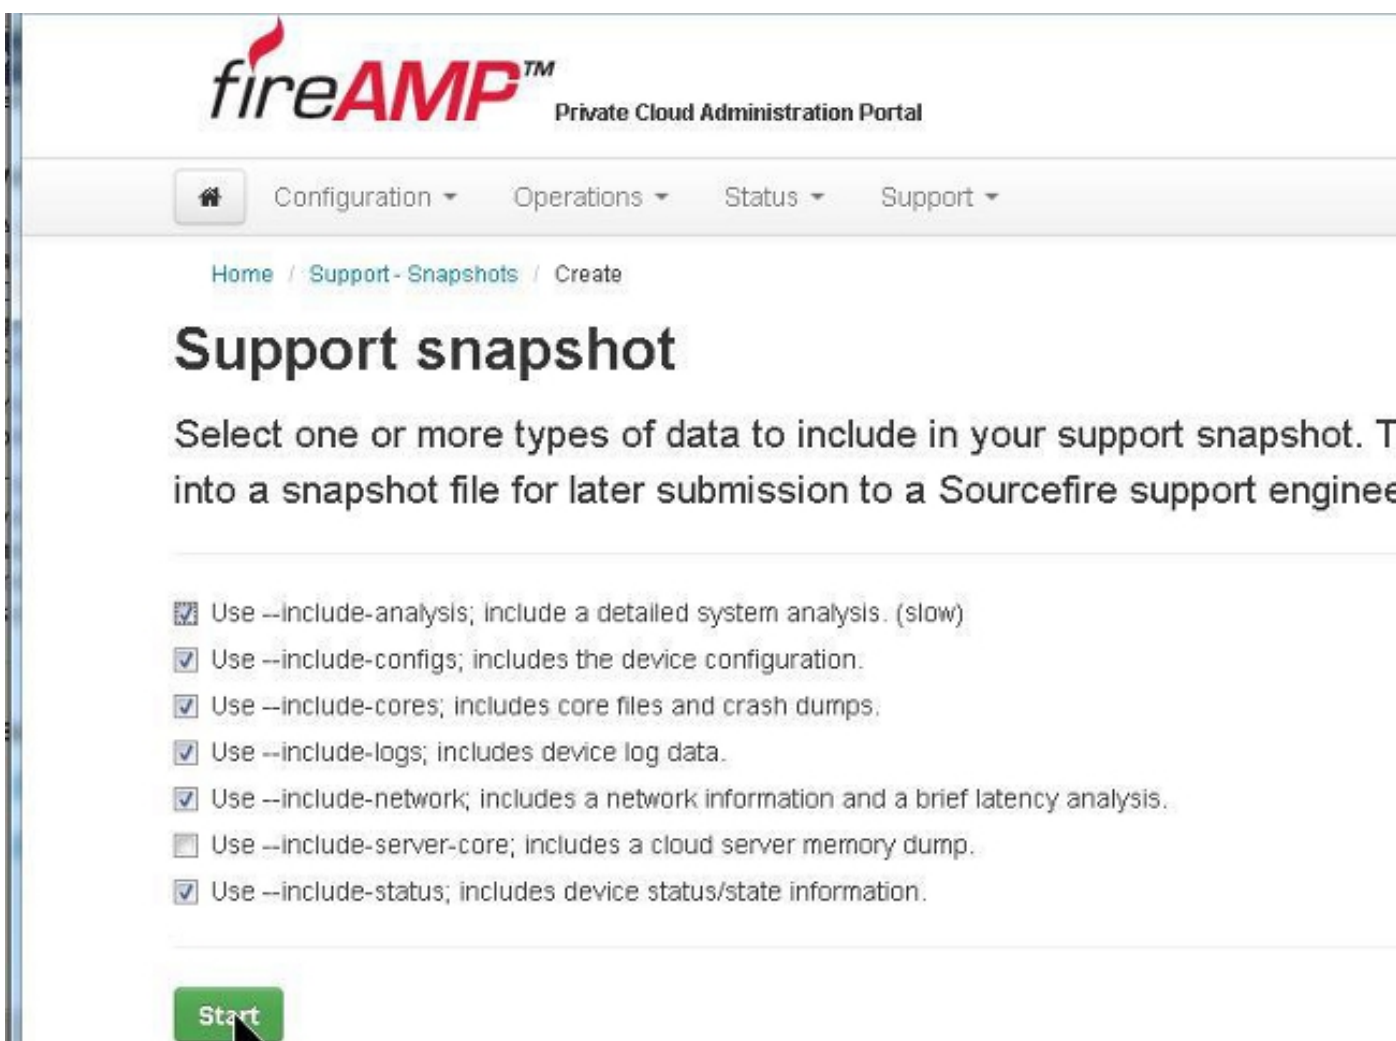 fireAMP™
Private Cloud Administration Portal
Configuration Operations Status Support
Home / Support - Snapshots / Create
Support snapshot
Select one or more types of data to include in your support snapshot. T
into a snapshot file for later submission to a Sourcefire support enginee
Use --include-analysis; include a detailed system analysis. (slow)
Use --include-configs; includes the device configuration.
Use --include-cores; includes core files and crash dumps.
Use --include-logs; includes device log data.
Use --include-network; includes a network information and a brief latency analysis.
Use --include-server-core; includes a cloud server memory dump.
Use --include-status; includes device status/state information.
Start